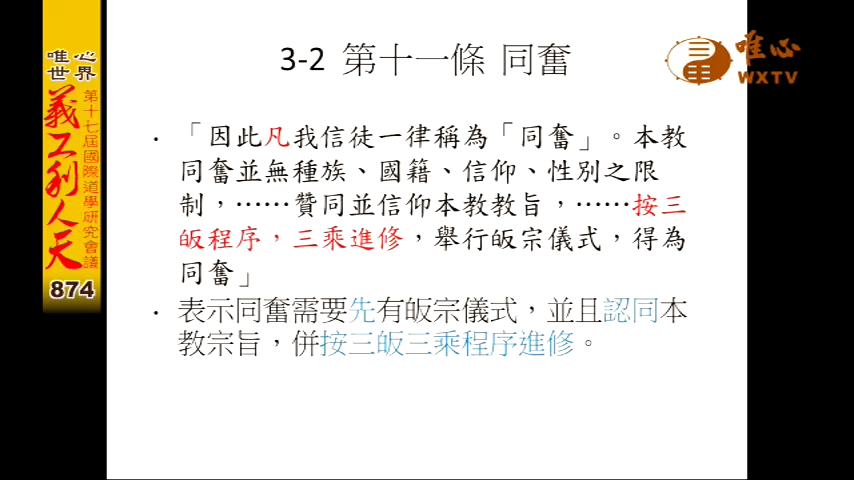 唯心
世界
第十七屆國際道學研究會議
義工利人天
874
3-2 第十一條 同奮
唯心
WXTV
• 「因此凡我信徒一律稱為「同奮」。本教
同奮並無種族、國籍、信仰、性別之限
制，……贊同並信仰本教教旨，……按三
皈程序，三乘進修，舉行皈宗儀式，得為
同奮」
• 表示同奮需要先有皈宗儀式，並且認同本
教宗旨，併按三皈三乘程序進修。